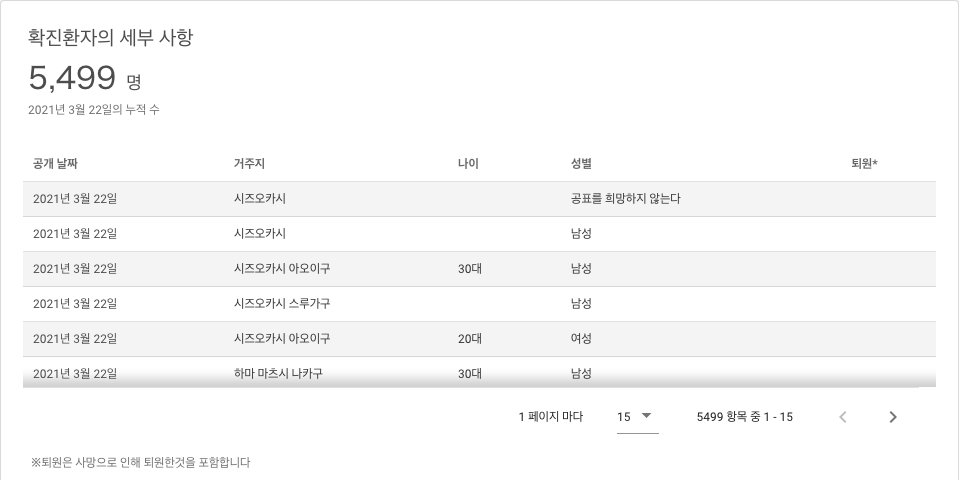 확진환자의 세부 사항
5,499 명
2021년 3월 22일의 누적 수
공개 날짜 거주지 나이 성별 퇴원*
2021년 3월 22일 시즈오카시 공표를 희망하지 않는다
2021년 3월 22일 시즈오카시 남성
2021년 3월 22일 시즈오카시 아오이구 30대 남성
2021년 3월 22일 시즈오카시 스루가구 남성
2021년 3월 22일 시즈오카시 아오이구 20대 여성
2021년 3월 22일 하마 마츠시 나카구 30대 남성
1 페이지 마다 15 5499 항목 중 1 - 15
※퇴원은 사망으로 인해 퇴원한것을 포함합니다